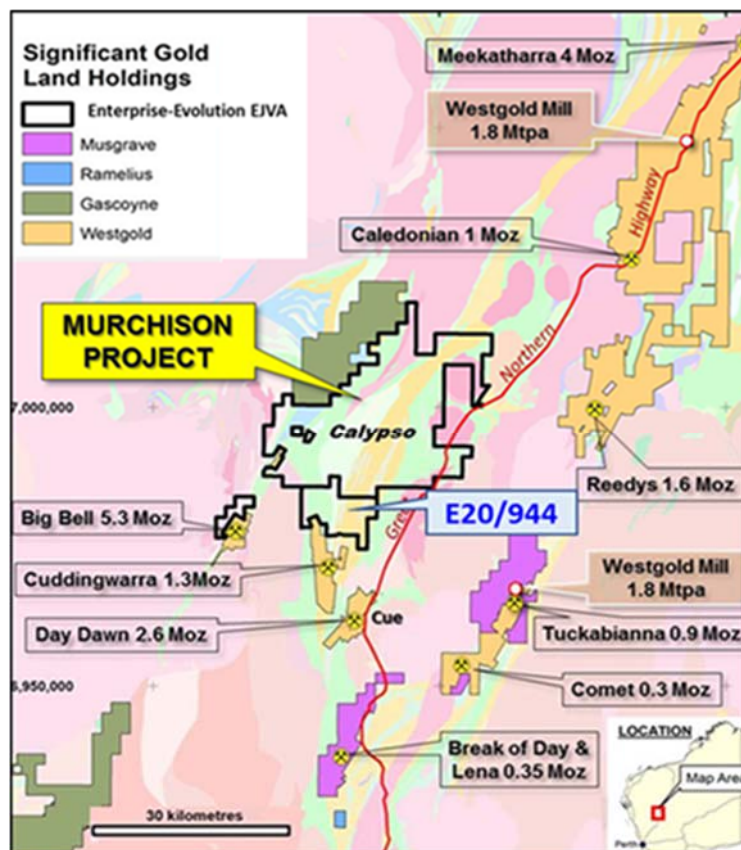 Significant Gold
Land Holdings
Enterprise-Evolution EJVA
Musgrave
Ramelius
Gascoyne
Westgold
Meekatharra 4 Moz
Westgold Mill
1.8 Mtpa
Highway
Caledonian 1 Moz
MURCHISON
PROJECT
Northern
7,000,000
Calypso
Reedys 1.6 Moz
Big Bell 5.3 Moz
E20/944
Great
Cuddingwarra 1.3Moz
Westgold Mill
1.8 Mtpa
Day Dawn 2.6 Moz
Cue
Tuckabianna 0.9 Moz
6,950,000
Comet 0.3 Moz
Break of Day &
Lena 0.35 Moz
LOCATION
Map Area
Perth
30 kilometres